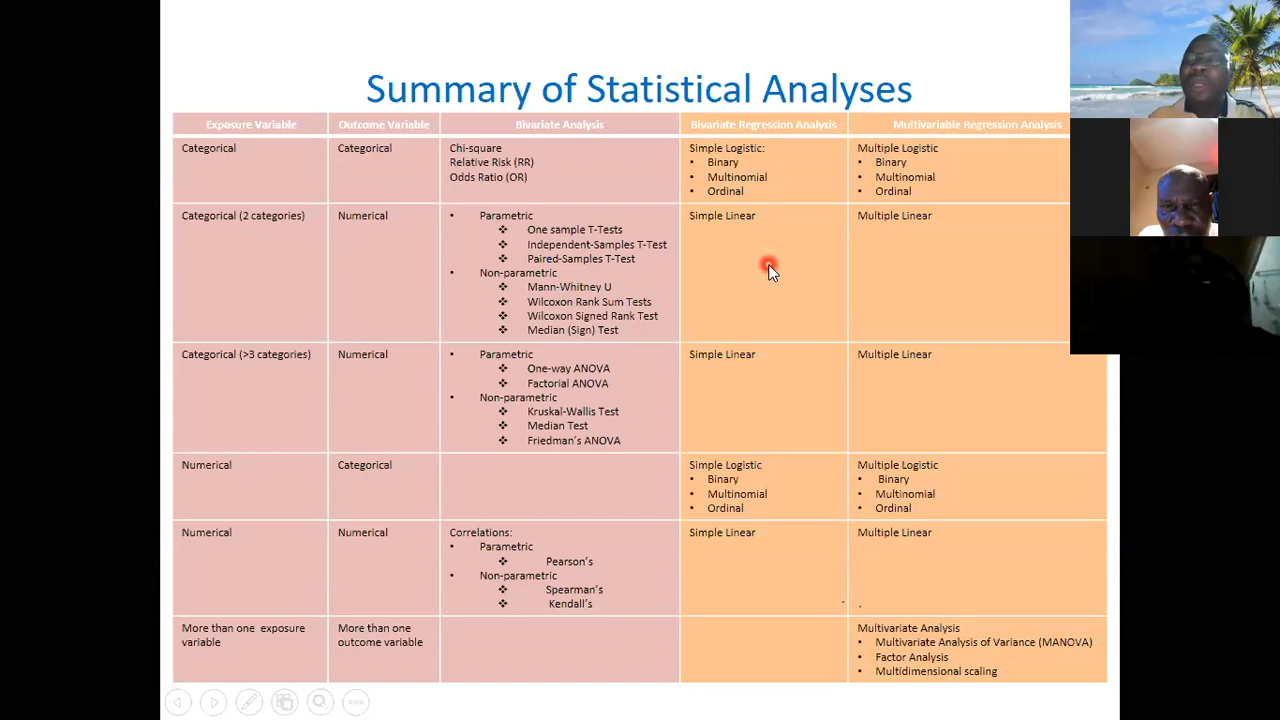 Summary of Statistical Analyses
Exposure Variable
Outcome Variable
Bivariate Analysis
Bivariate Regression Analysis
Multivariable Regression Analysis
Categorical
Categorical
Chi-square
Relative Risk (RR)
Odds Ratio (OR)
Simple Logistic:
• Binary
• Multinomial
• Ordinal
Multiple Logistic
• Binary
• Multinomial
• Ordinal
Categorical (2 categories)
Numerical
• Parametric
❖ One sample T-Tests
❖ Independent-Samples T-Test
❖ Paired-Samples T-Test
• Non-parametric
❖ Mann-Whitney U
❖ Wilcoxon Rank Sum Tests
❖ Wilcoxon Signed Rank Test
❖ Median (Sign) Test
Simple Linear
Multiple Linear
Categorical (>3 categories)
Numerical
• Parametric
❖ One-way ANOVA
❖ Factorial ANOVA
• Non-parametric
❖ Kruskal-Wallis Test
❖ Median Test
❖ Friedman's ANOVA
Simple Linear
Multiple Linear
Numerical
Categorical
Simple Logistic
• Binary
• Multinomial
• Ordinal
Multiple Logistic
• Binary
• Multinomial
• Ordinal
Numerical
Numerical
Correlations:
• Parametric
❖ Pearson's
• Non-parametric
❖ Spearman's
❖ Kendall's
Simple Linear
Multiple Linear
More than one exposure
variable
More than one
outcome variable
Multivariate Analysis
• Multivariate Analysis of Variance (MANOVA)
• Factor Analysis
• Multidimensional scaling